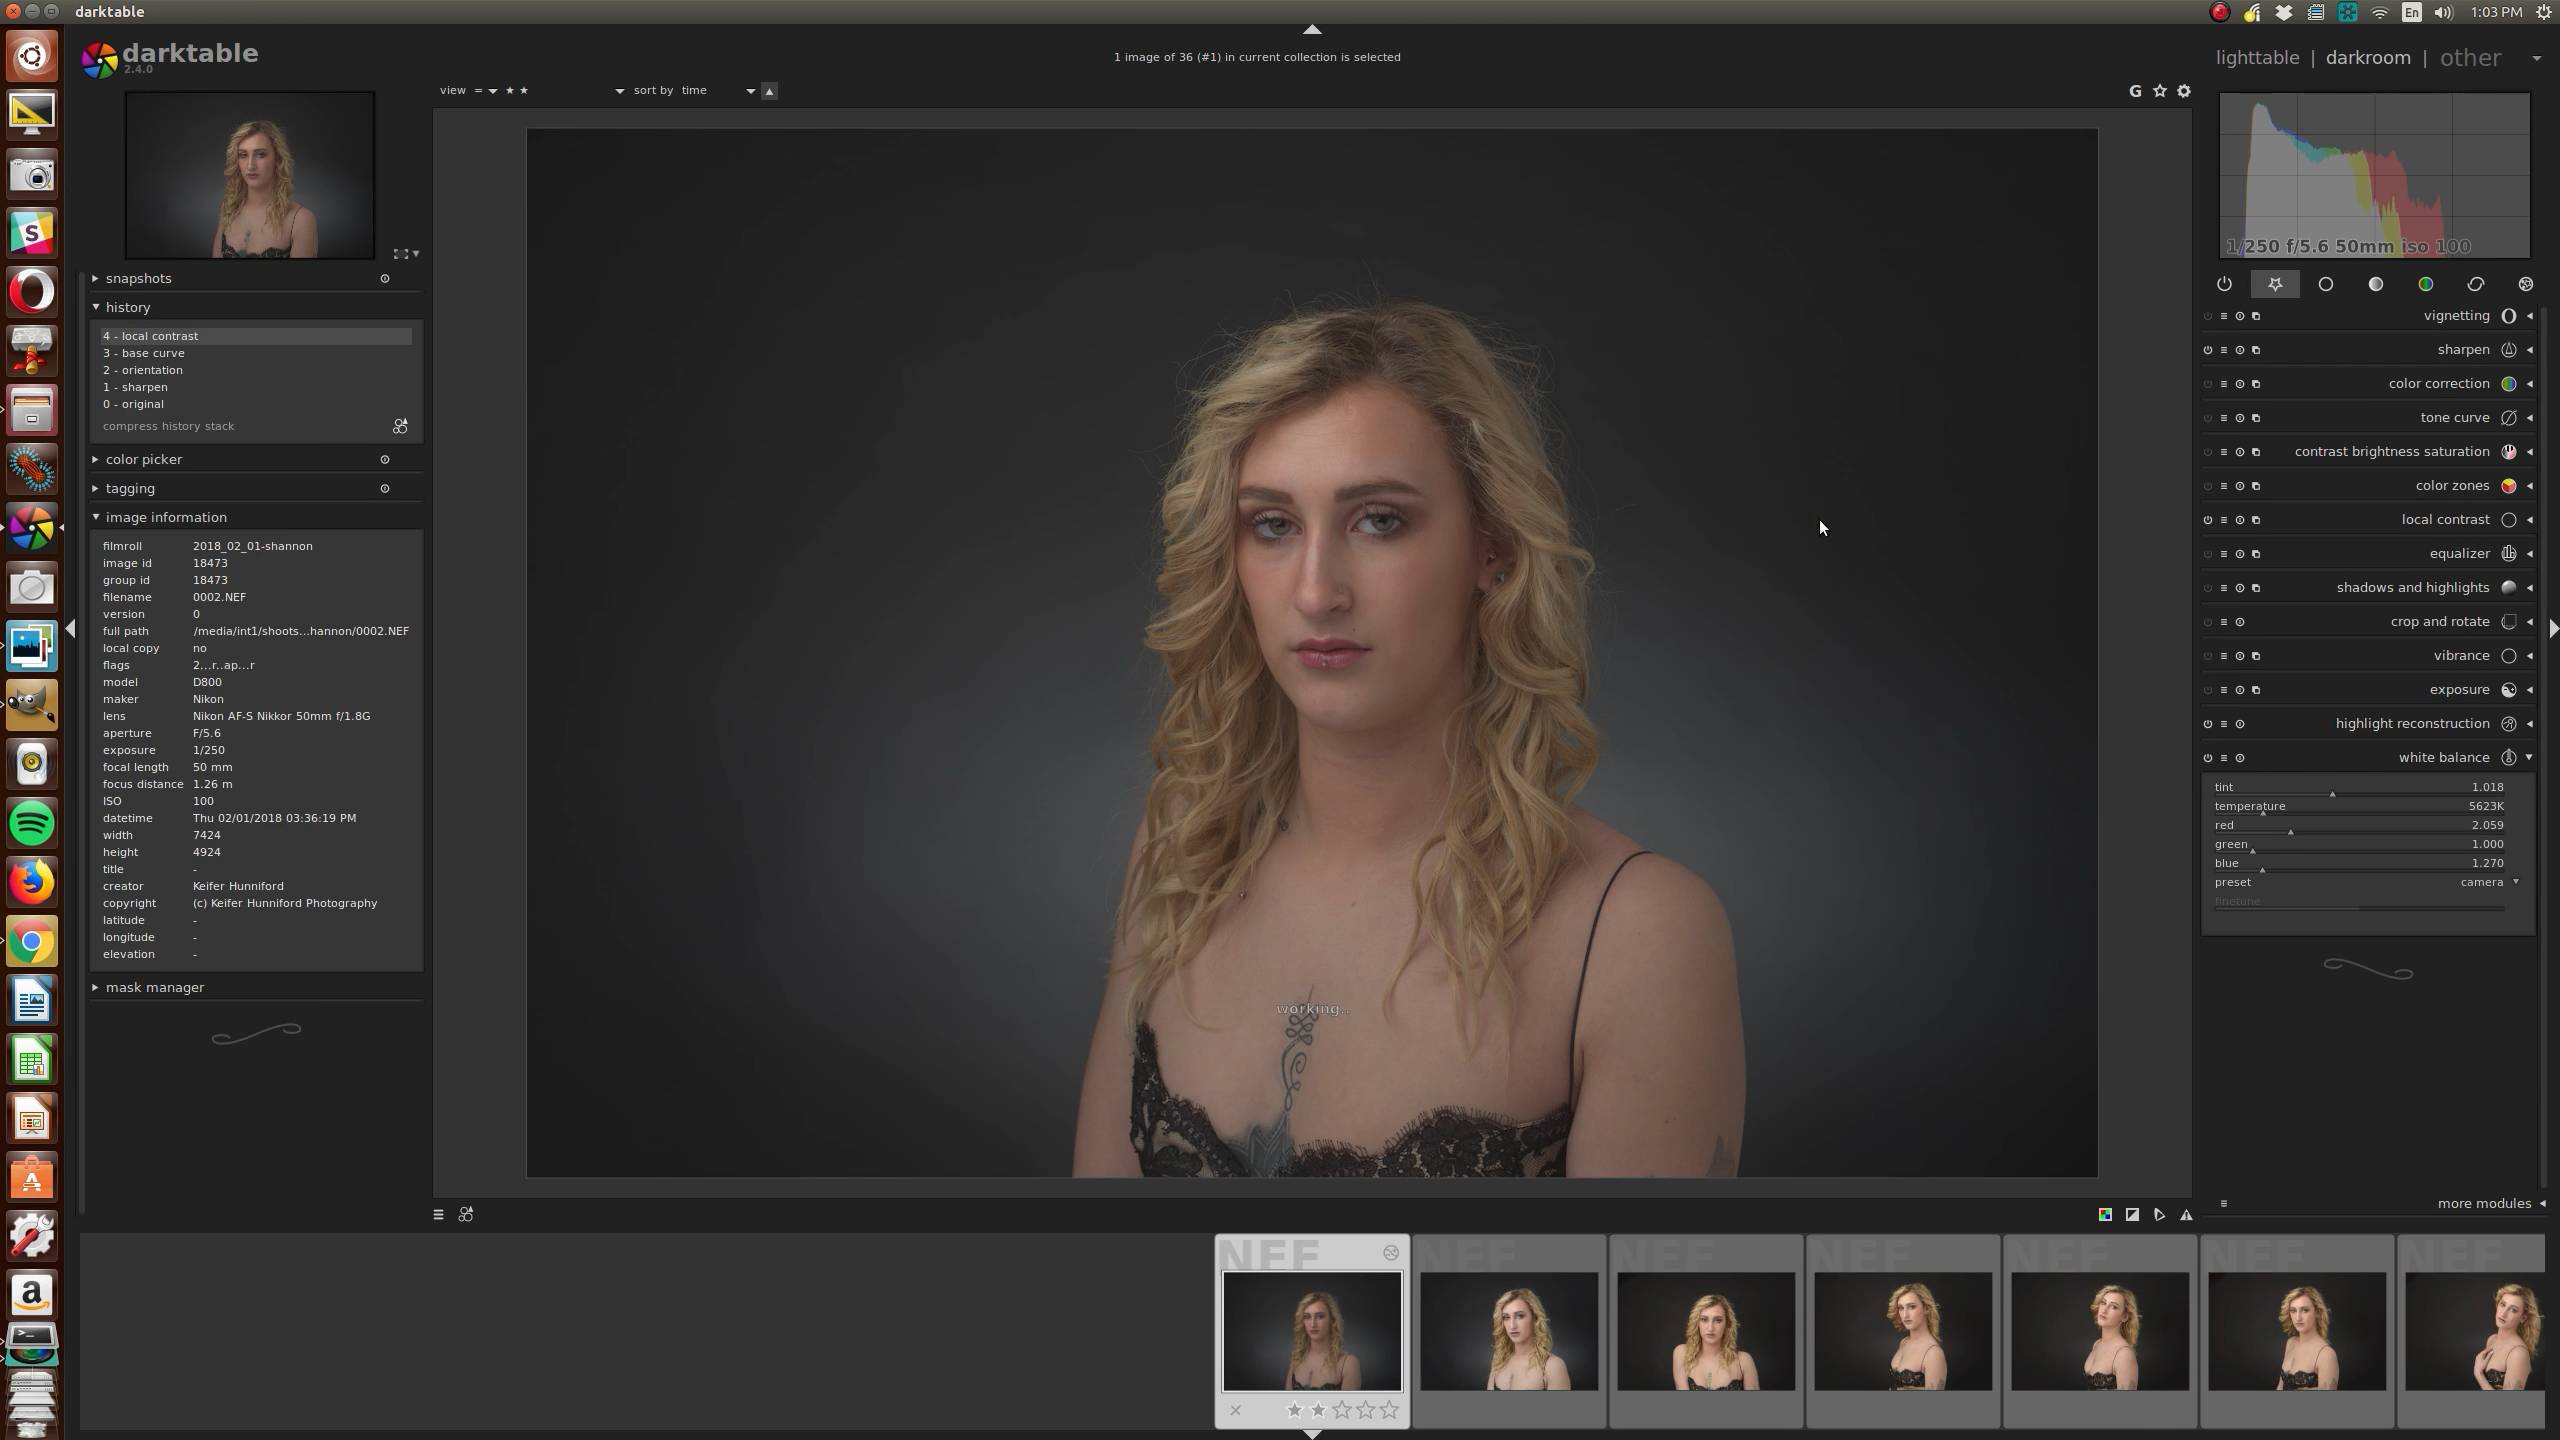 darktable
En
1:03 PM
darktable
2.4.0
1 image of 36 (#1) in current collection is selected
lighttable | darkroom | other
view = ★ ★ sort by time
G
1/250 f/5.6 50mm iso 100
snapshots
history
4 - local contrast
3 - base curve
2 - orientation
1 - sharpen
0 - original
compress history stack
color picker
tagging
image information
filmroll 2018_02_01-shannon
image id 18473
group id 18473
filename 0002.NEF
version 0
full path /media/int1/shoots...hannon/0002.NEF
local copy no
flags 2...r..ap...r
model D800
maker Nikon
lens Nikon AF-S Nikkor 50mm f/1.8G
aperture F/5.6
exposure 1/250
focal length 50 mm
focus distance 1.26 m
ISO 100
datetime Thu 02/01/2018 03:36:19 PM
width 7424
height 4924
title -
creator Keifer Hunniford
copyright (c) Keifer Hunniford Photography
latitude -
longitude -
elevation -
mask manager
working..
vignetting
sharpen
color correction
tone curve
contrast brightness saturation
color zones
local contrast
equalizer
shadows and highlights
crop and rotate
vibrance
exposure
highlight reconstruction
white balance
tint 1.018
temperature 5623K
red 2.059
green 1.000
blue 1.270
preset camera
finetune
more modules
NEF
NEF
NEF
NEF
NEF
NEF
NEF